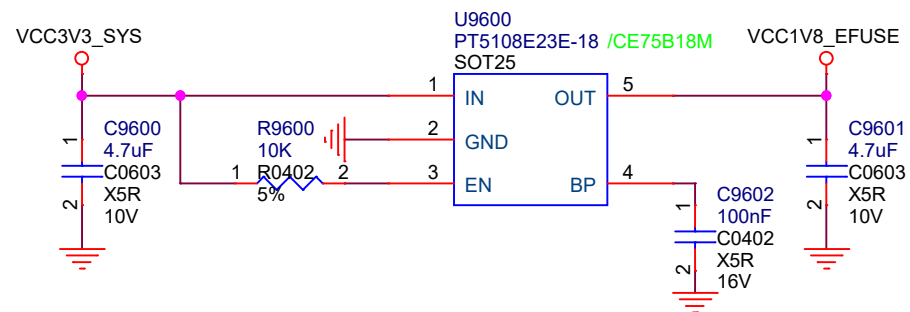 U9600
VCC3V3_SYS
PT5108E23E-18 /CE75B18M
VCC1V8_EFUSE
SOT25
1
IN
OUT
5
2
GND
3
EN
BP
4
1
C9600
4.7uF
C0603
X5R
10V
2
R9600
10K
1
R0402
2
5%
1
C9602
100nF
C0402
X5R
16V
2
1
C9601
4.7uF
C0603
X5R
10V
2